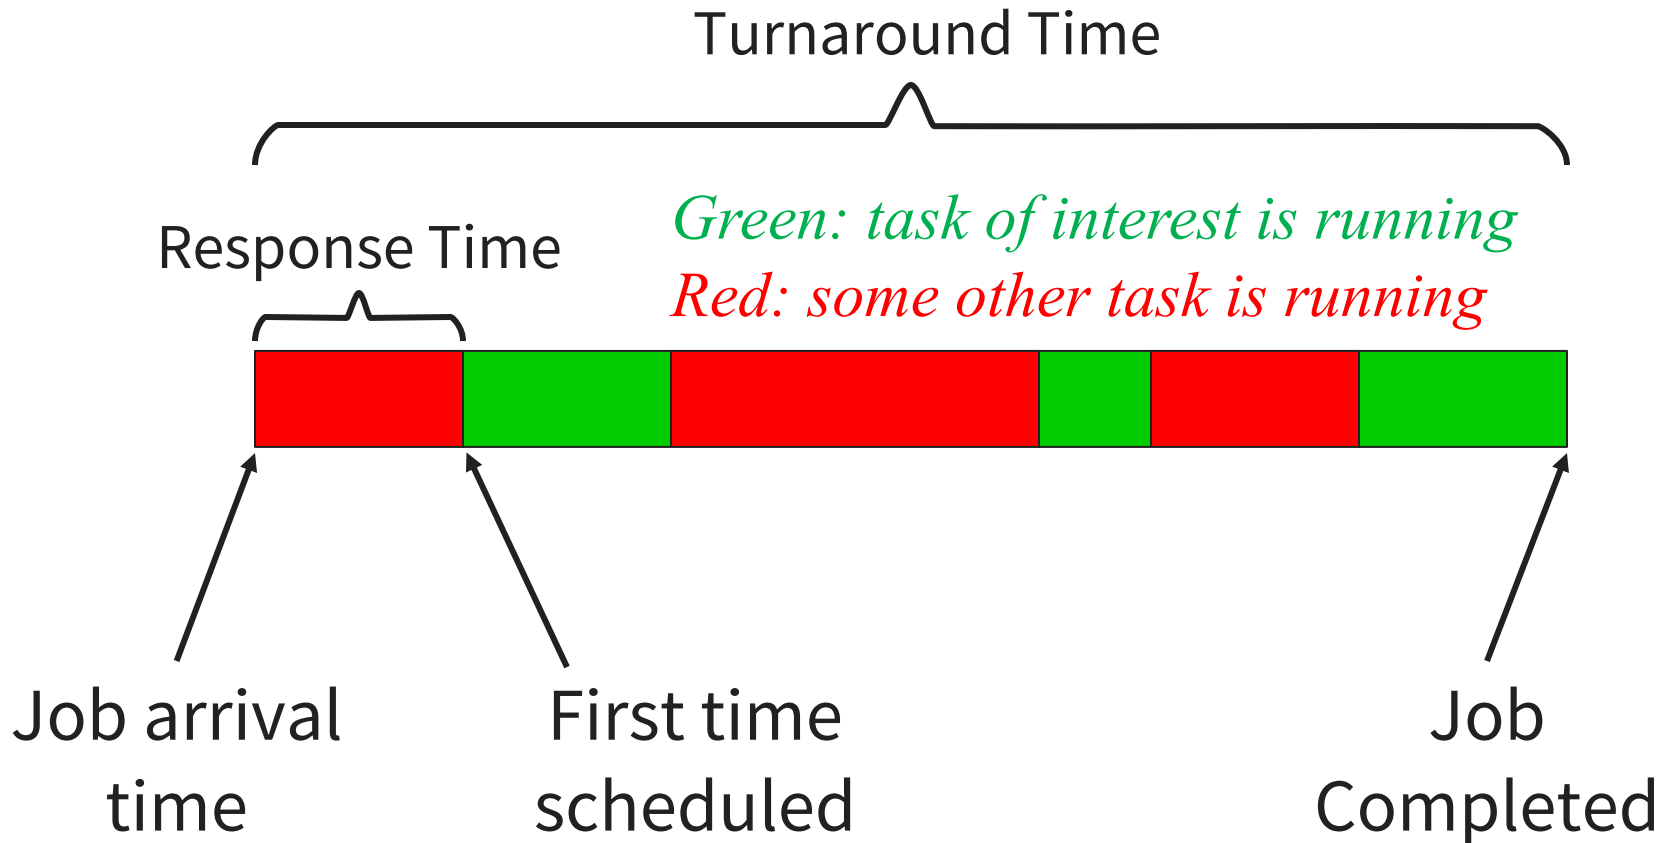 Turnaround Time
Green: task of interest is running
Response Time
Red: some other task is running
Job arrival
time
First time
scheduled
Job
Completed